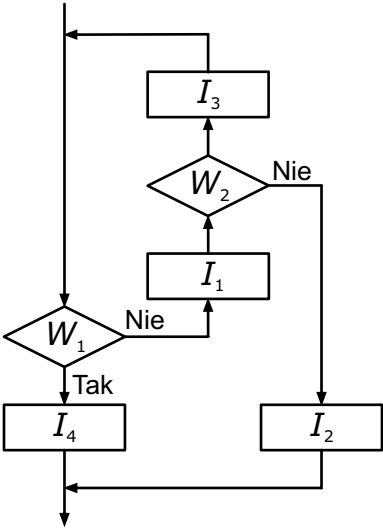 I₃
W₂
Nie
I₁
W₁
Nie
Tak
I₄
I₂